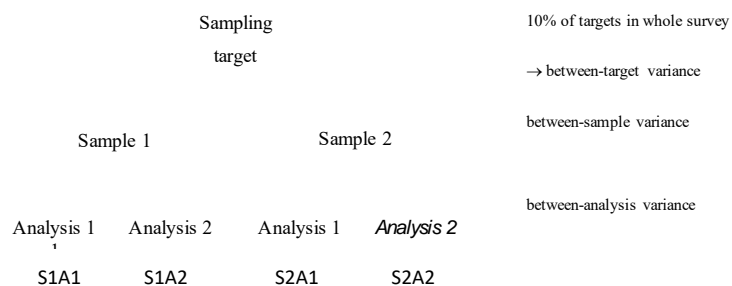 Sampling
target
10% of targets in whole survey
→ between-target variance
Sample 1
Sample 2
between-sample variance
Analysis 1
Analysis 2
Analysis 1
Analysis 2
between-analysis variance
S1A1
S1A2
S2A1
S2A2